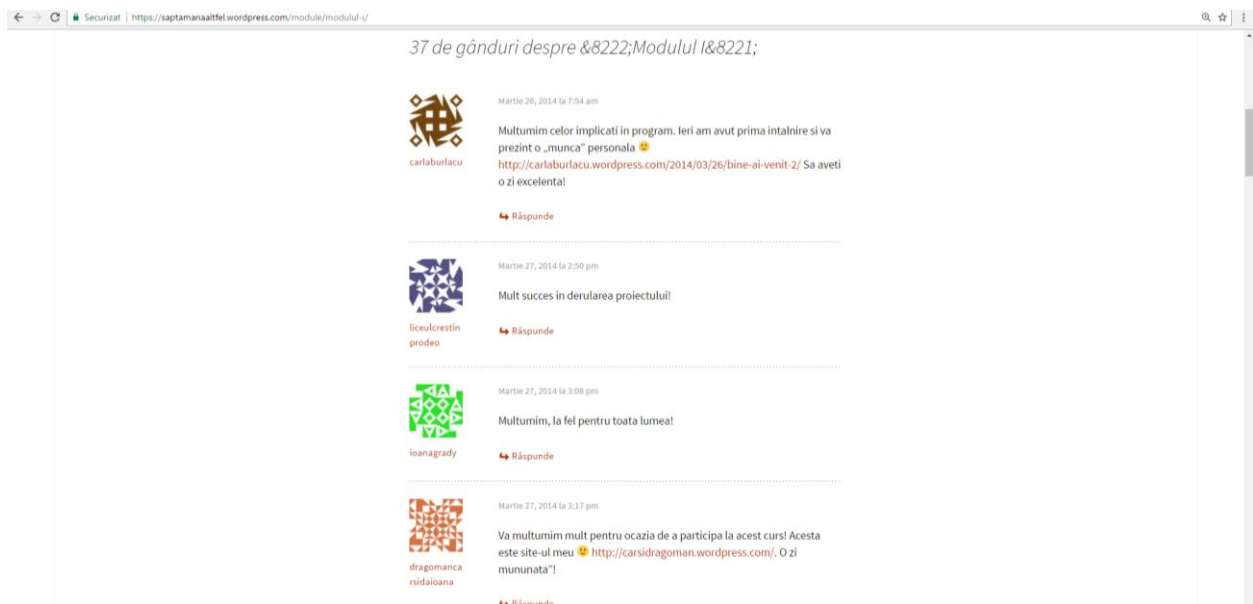 Securizat | https://saptamanaaltfel.wordpress.com/module/modulul-i/
37 de gânduri despre &8222;Modulul I&8221;
Martie 26, 2014 la 7:54 am
Multumim celor implicati in program. Ieri am avut prima intalnire si va
prezint o „munca” personala 🙂
http://carlaburlacu.wordpress.com/2014/03/26/bine-ai-venit-2/ Sa aveti
o zi excelenta!
carlaburlacu
Răspunde
Martie 27, 2014 la 2:50 pm
Mult succes in derularea proiectului!
liceulcrestin
prodeo
Răspunde
Martie 27, 2014 la 3:08 pm
Multumim, la fel pentru toata lumea!
ioanagrady
Răspunde
Martie 27, 2014 la 3:17 pm
Va multumim mult pentru ocazia de a participa la acest curs! Acesta
este site-ul meu 🙂 http://carsidragoman.wordpress.com/. O zi
mununata”!
dragomanca
rsidaioana
Răspunde